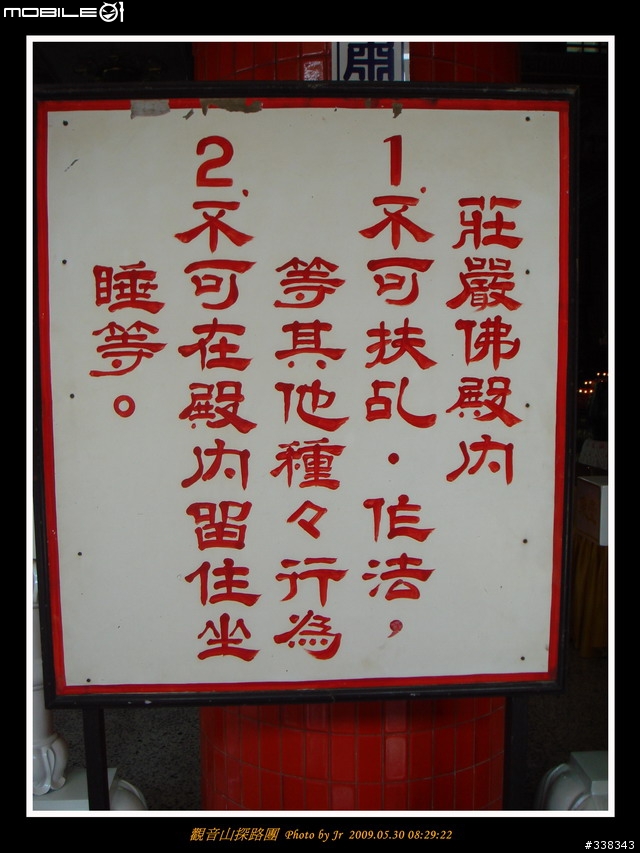 MOBILE01
莊嚴佛殿內
1.不可扶乩·作法，
等其他種々行為
2.不可在殿內留住坐
睡等。
觀音山探路團 Photo by Jr 2009.05.30 08:29:22
#338343